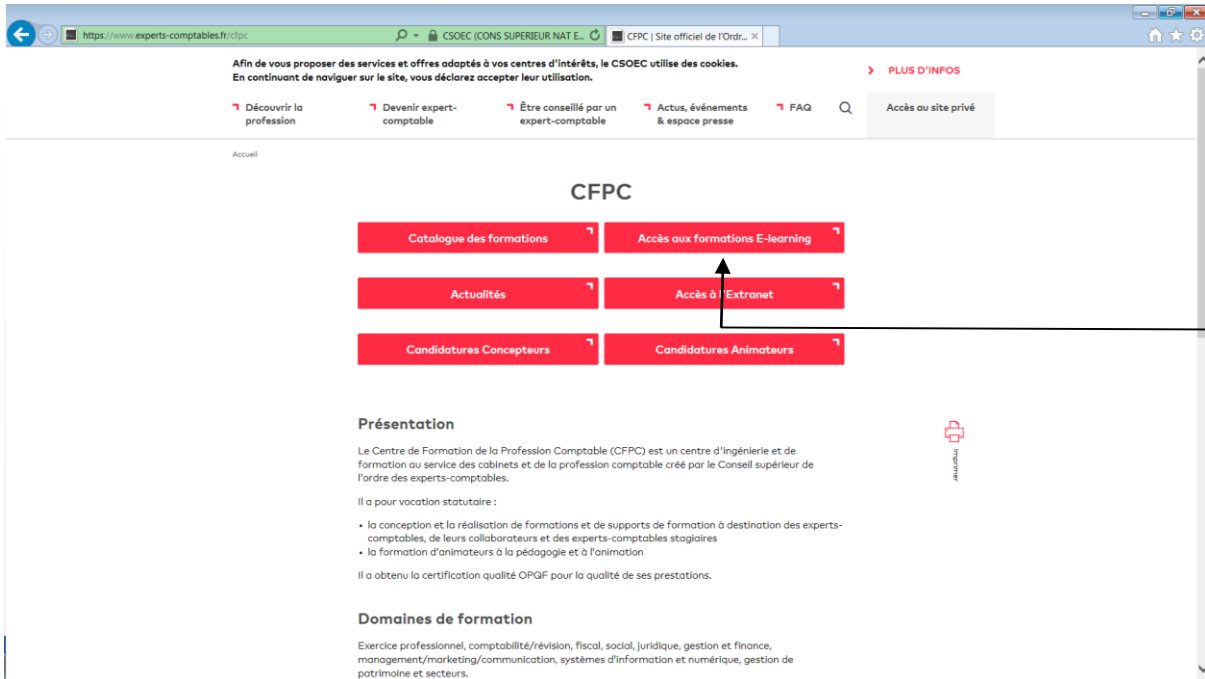 https://www.experts-comptables.fr/cfpc
CSOEC (CONS SUPERIEUR NAT E...
CFPC | Site officiel de l'Ordr...
Afin de vous proposer des services et offres adaptés à vos centres d'intérêts, le CSOEC utilise des cookies.
En continuant de naviguer sur le site, vous déclarez accepter leur utilisation.
PLUS D'INFOS
Découvrir la
profession
Devenir expert-
comptable
Être conseillé par un
expert-comptable
Actus, événements
& espace presse
FAQ
Accès au site privé
Accueil
CFPC
Catalogue des formations
Accès aux formations E-learning
Actualités
Accès à l'Extranet
Candidatures Concepteurs
Candidatures Animateurs
Présentation
Le Centre de Formation de la Profession Comptable (CFPC) est un centre d'ingénierie et de
formation au service des cabinets et de la profession comptable créé par le Conseil supérieur de
l'ordre des experts-comptables.
Il a pour vocation statutaire :
• la conception et la réalisation de formations et de supports de formation à destination des experts-
comptables, de leurs collaborateurs et des experts-comptables stagiaires
• la formation d'animateurs à la pédagogie et à l'animation
Il a obtenu la certification qualité OPQF pour la qualité de ses prestations.
Imprimer
Domaines de formation
Exercice professionnel, comptabilité/révision, fiscal, social, juridique, gestion et finance,
management/marketing/communication, systèmes d'information et numérique, gestion de
patrimoine et secteurs.